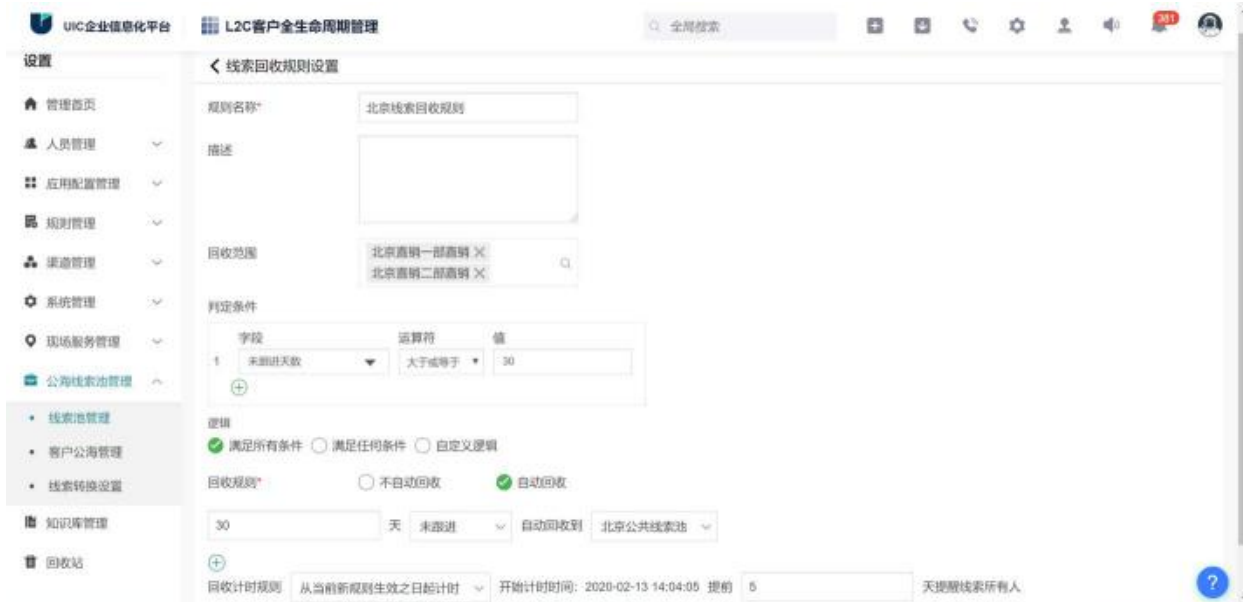 UIC企业信息化平台
L2C客户全生命周期管理
全局搜索
381
设置
线索回收规则设置
管理首页
人员管理
应用配置管理
规则管理
渠道管理
系统管理
现场服务管理
公海线索池管理
线索池管理
客户公海管理
线索转换设置
知识库管理
回收站
规则名称*
北京线索回收规则
描述
回收范围
北京直销一部直销
北京直销二部直销
判定条件
字段 运算符 值
1 未跟进天数 大于或等于 30
逻辑
满足所有条件 满足任何条件 自定义逻辑
回收规则* 不自动回收 自动回收
30 天 未跟进 自动回收到 北京公共线索池
回收计时规则 从当前新规则生效之日起计时 开始计时时间: 2020-02-13 14:04:05 提前 5 天提醒线索所有人
?